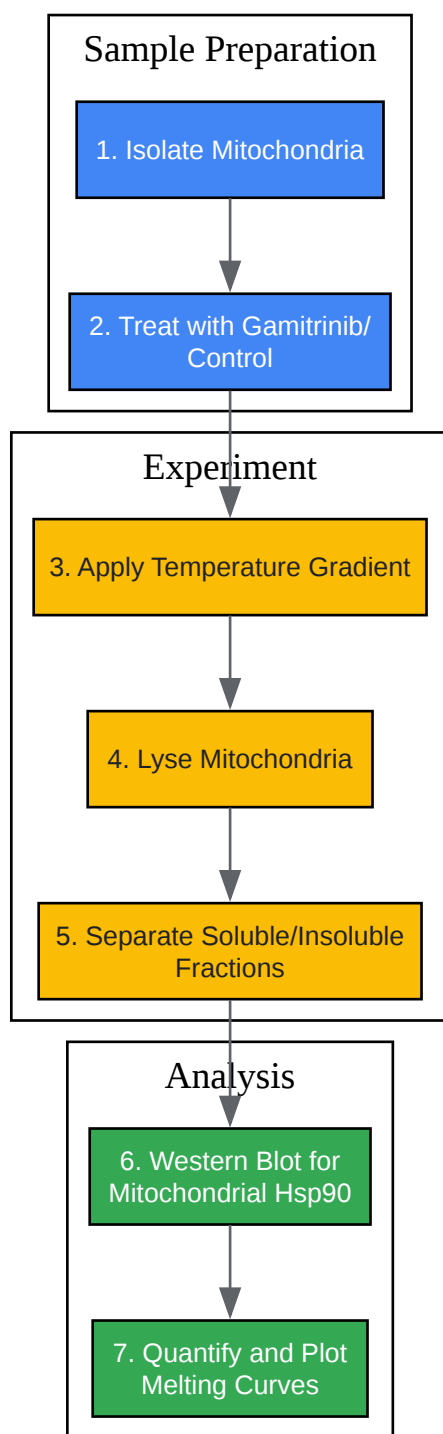 Sample Preparation
1. Isolate Mitochondria
2. Treat with Gamitrinib/
Control
Experiment
3. Apply Temperature Gradient
4. Lyse Mitochondria
5. Separate Soluble/Insoluble
Fractions
Analysis
6. Western Blot for
Mitochondrial Hsp90
7. Quantify and Plot
Melting Curves